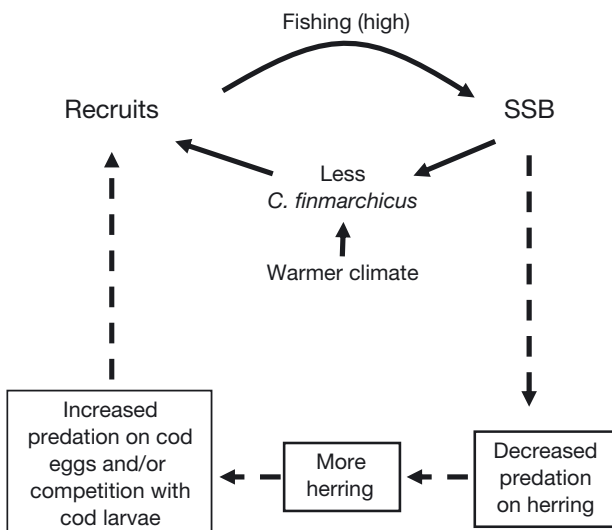 Fishing (high)
Recruits
SSB
Less
C. finmarchicus
Warmer climate
Increased
predation on cod
eggs and/or
competition with
cod larvae
More
herring
Decreased
predation
on herring